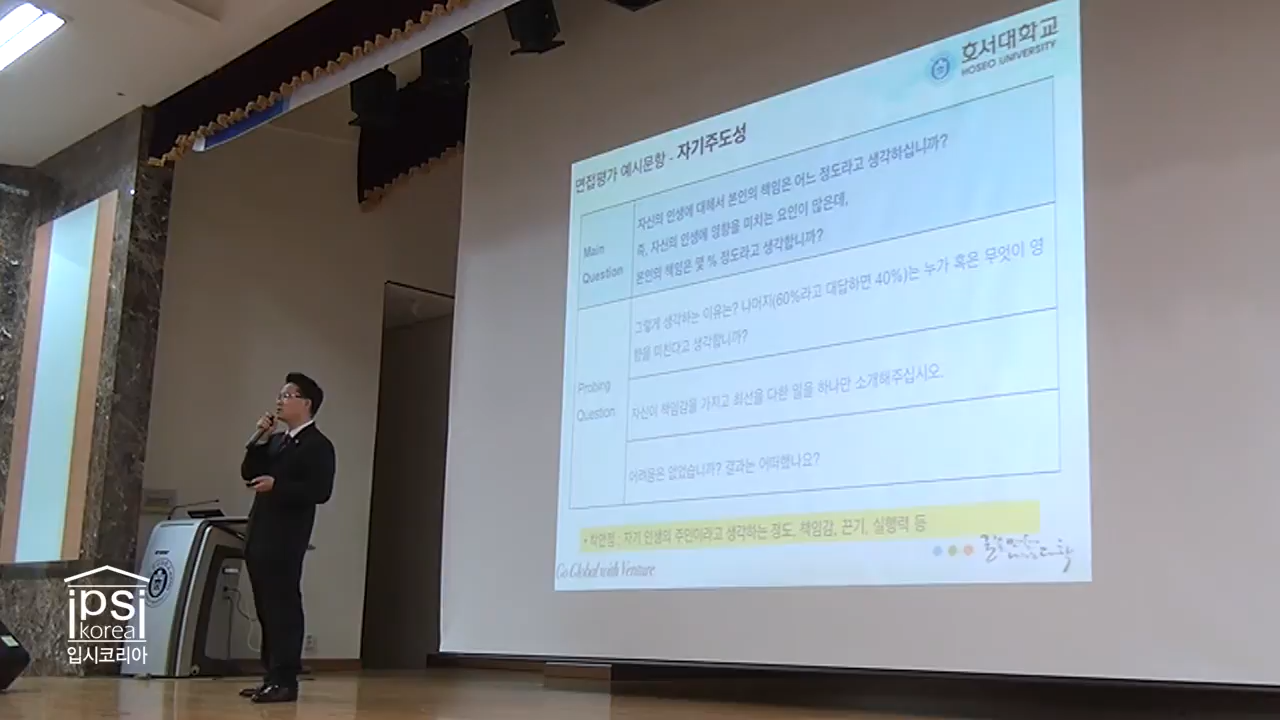 호서대학교
HOSEO UNIVERSITY
면접평가 예시문항 - 자기주도성
Main
Question
자신의 인생에 대해서 본인의 책임은 어느 정도라고 생각하십니까?
즉, 자신의 인생에 영향을 미치는 요인이 많은데,
본인의 책임은 몇 % 정도라고 생각합니까?
Probing
Question
그렇게 생각하는 이유는? 나머지(60%라고 대답하면 40%)는 누가 혹은 무엇이 영
향을 미친다고 생각합니까?
자신이 책임감을 가지고 최선을 다한 일을 하나만 소개해주십시오.
어려움은 없었습니까? 결과는 어떠했나요?
* 착안점 : 자기 인생의 주인이라고 생각하는 정도, 책임감, 끈기, 실행력 등
Go Global with Venture
ipsi
korea
입시코리아